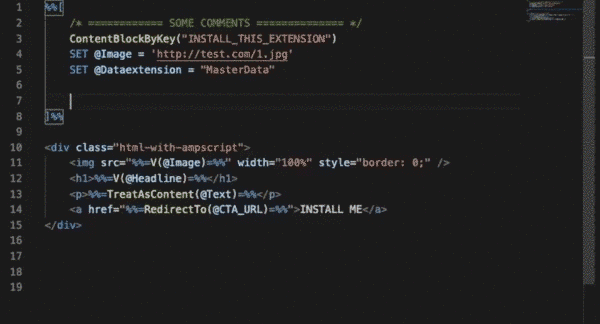 1 %%[
2 /* ============ SOME COMMENTS ============== */
3 ContentBlockByKey("INSTALL_THIS_EXTENSION")
4 SET @Image = 'http://test.com/1.jpg'
5 SET @Dataextension = "MasterData"
6
7
8 ]%%
9
10 <div class="html-with-ampscript">
11 <img src="%%=V(@Image)=%%" width="100%" style="border: 0;" />
12 <h1>%%=V(@Headline)=%%</h1>
13 <p>%%=TreatAsContent(@Text)=%%</p>
14 <a href="%%=RedirectTo(@CTA_URL)=%%">INSTALL ME</a>
15 </div>
16
17
18
19